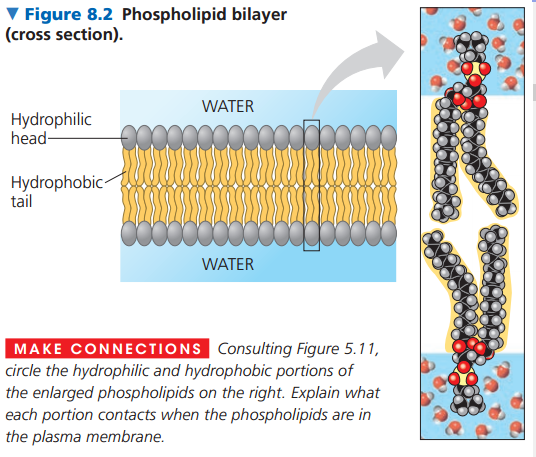 ▼ Figure 8.2 Phospholipid bilayer
(cross section).
WATER
Hydrophilic
head
Hydrophobic
tail
WATER
MAKE CONNECTIONS Consulting Figure 5.11,
circle the hydrophilic and hydrophobic portions of
the enlarged phospholipids on the right. Explain what
each portion contacts when the phospholipids are in
the plasma membrane.